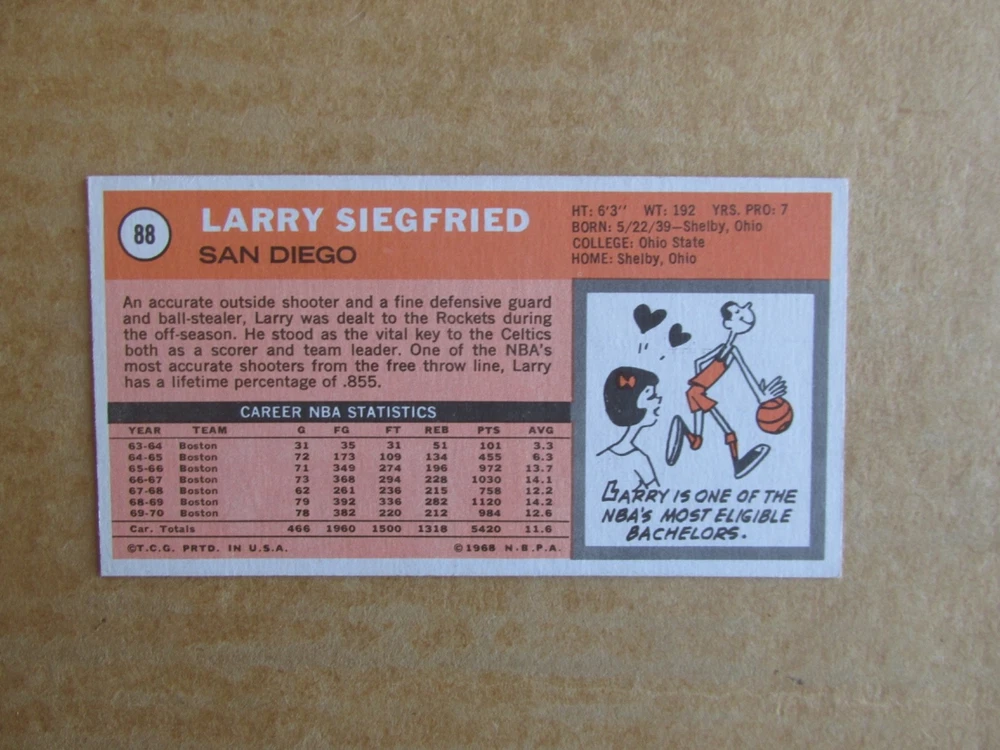 88
LARRY SIEGFRIED
SAN DIEGO
HT: 6'3" WT: 192 YRS. PRO: 7
BORN: 5/22/39—Shelby, Ohio
COLLEGE: Ohio State
HOME: Shelby, Ohio
An accurate outside shooter and a fine defensive guard
and ball-stealer, Larry was dealt to the Rockets during
the off-season. He stood as the vital key to the Celtics
both as a scorer and team leader. One of the NBA's
most accurate shooters from the free throw line, Larry
has a lifetime percentage of .855.
CAREER NBA STATISTICS
YEAR TEAM G FG FT REB PTS AVG
63-64 Boston 31 35 31 51 101 3.3
64-65 Boston 72 173 109 134 455 6.3
65-66 Boston 71 349 274 196 972 13.7
66-67 Boston 73 368 294 228 1030 14.1
67-68 Boston 62 261 236 215 758 12.2
68-69 Boston 79 392 336 282 1120 14.2
69-70 Boston 78 382 220 212 984 12.6
Car. Totals 466 1960 1500 1318 5420 11.6
©T.C.G. PRTD. IN U.S.A. ©1968 N.B.P.A.
LARRY IS ONE OF THE
NBA'S MOST ELIGIBLE
BACHELORS.